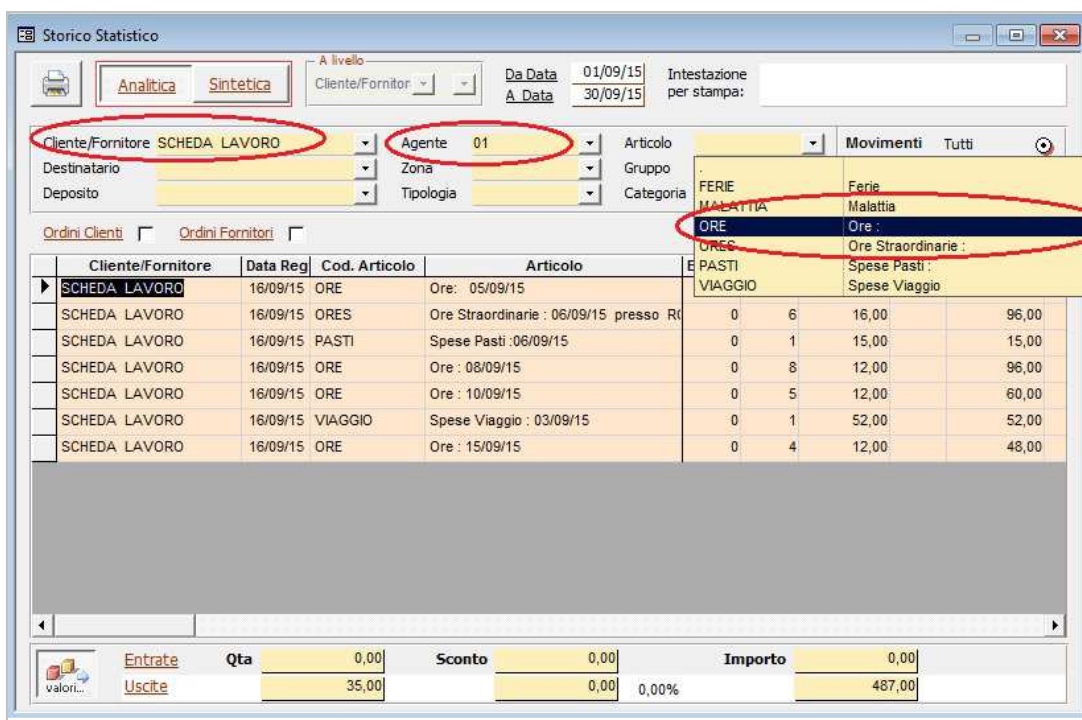 Storico Statistico
Analitica Sintetica A livello Cliente/Fornitor Da Data 01/09/15 Intestazione per stampa:
A Data 30/09/15
Cliente/Fornitore SCHEDA LAVORO Agente 01 Articolo Movimenti Tutti
Destinatario Zona Gruppo
Deposito Tipologia Categoria
.
FERIE Ferie
MALATTIA Malattia
ORE Ore :
ORES Ore Straordinarie :
PASTI Spese Pasti :
VIAGGIO Spese Viaggio
Ordini Clienti Ordini Fornitori
Cliente/Fornitore Data Reg Cod. Articolo Articolo
SCHEDA LAVORO 16/09/15 ORE Ore: 05/09/15
SCHEDA LAVORO 16/09/15 ORES Ore Straordinarie : 06/09/15 presso 0 6 16,00 96,00
SCHEDA LAVORO 16/09/15 PASTI Spese Pasti :06/09/15 0 1 15,00 15,00
SCHEDA LAVORO 16/09/15 ORE Ore : 08/09/15 0 8 12,00 96,00
SCHEDA LAVORO 16/09/15 ORE Ore : 10/09/15 0 5 12,00 60,00
SCHEDA LAVORO 16/09/15 VIAGGIO Spese Viaggio : 03/09/15 0 1 52,00 52,00
SCHEDA LAVORO 16/09/15 ORE Ore : 15/09/15 0 4 12,00 48,00
valori... Entrate Qta 0,00 Sconto 0,00 Importo 0,00
Uscite 35,00 0,00 0,00% 487,00